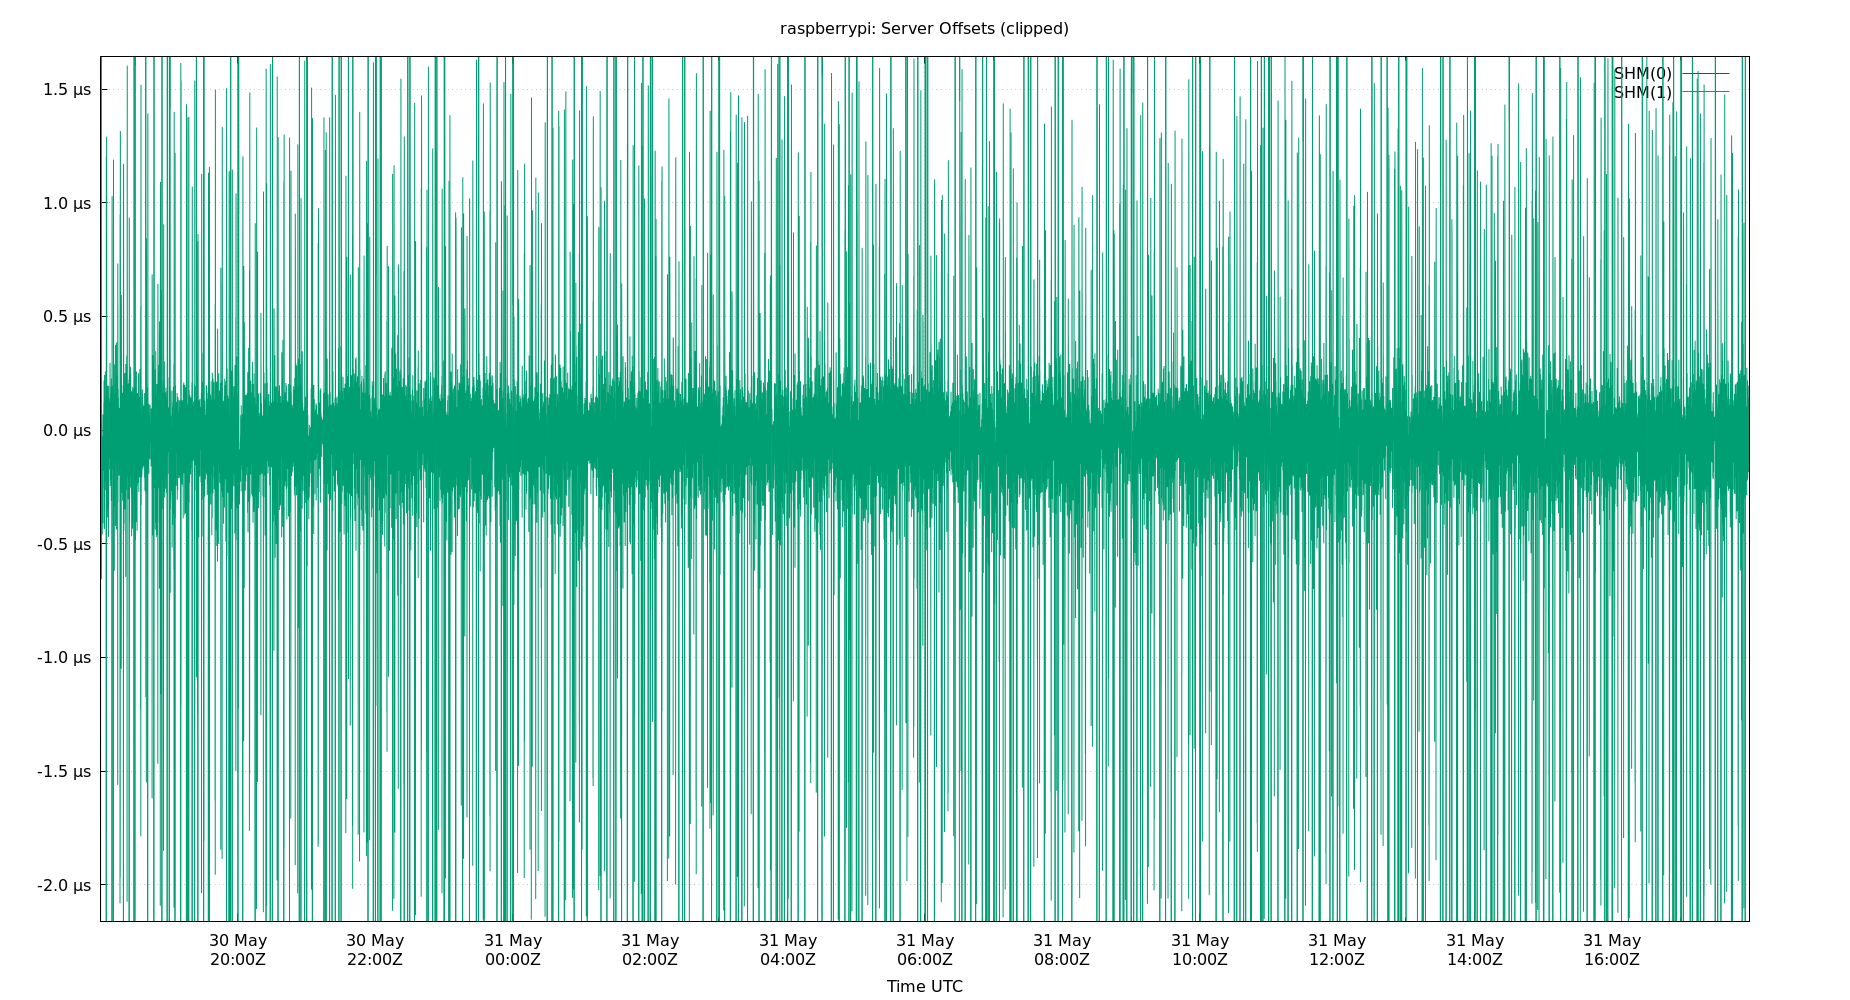 raspberrypi: Server Offsets (clipped)
SHM(0)
SHM(1)
1.5 µs
1.0 µs
0.5 µs
0.0 µs
-0.5 µs
-1.0 µs
-1.5 µs
-2.0 µs
30 May 30 May 31 May 31 May 31 May 31 May 31 May 31 May 31 May 31 May 31 May
20:00Z 22:00Z 00:00Z 02:00Z 04:00Z 06:00Z 08:00Z 10:00Z 12:00Z 14:00Z 16:00Z
Time UTC